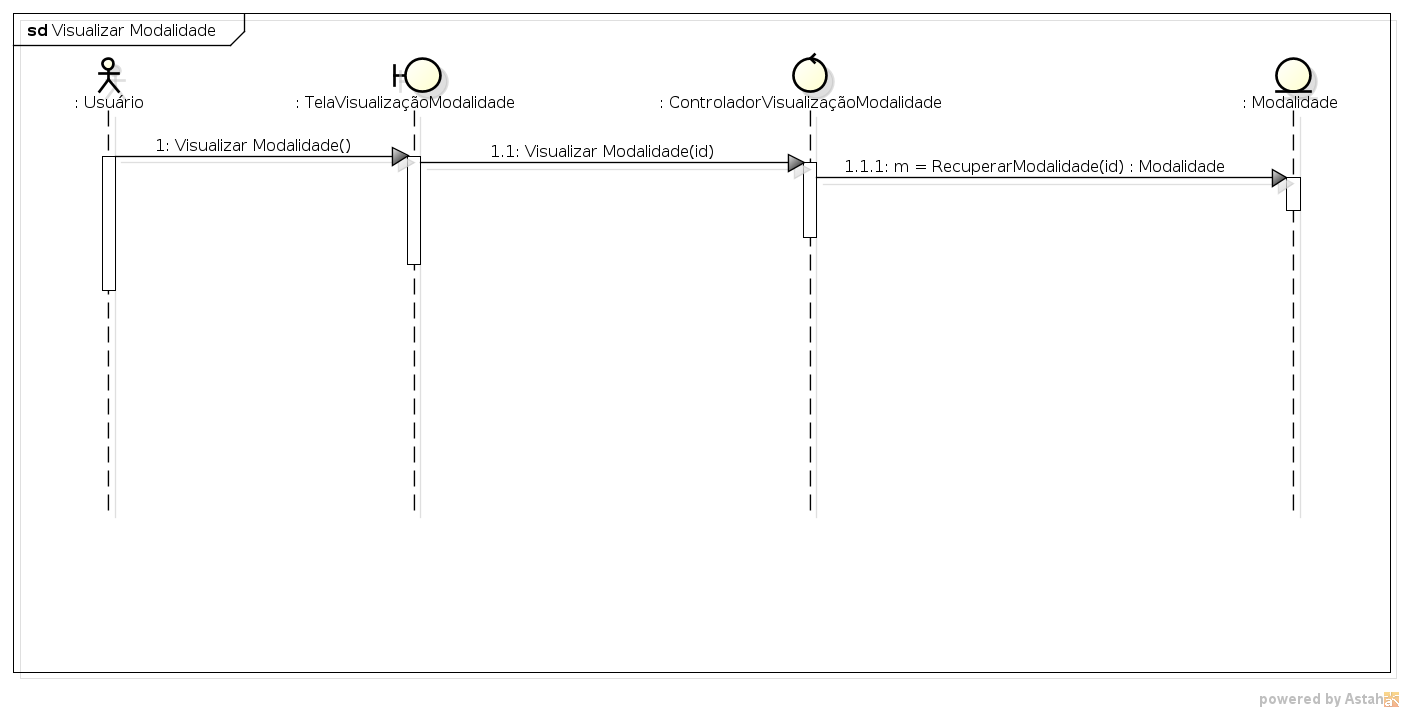 sd Visualizar Modalidade
: Usuário
: TelaVisualizaçãoModalidade
: ControladorVisualizaçãoModalidade
: Modalidade
1: Visualizar Modalidade()
1.1: Visualizar Modalidade(id)
1.1.1: m = RecuperarModalidade(id) : Modalidade
powered by Astah